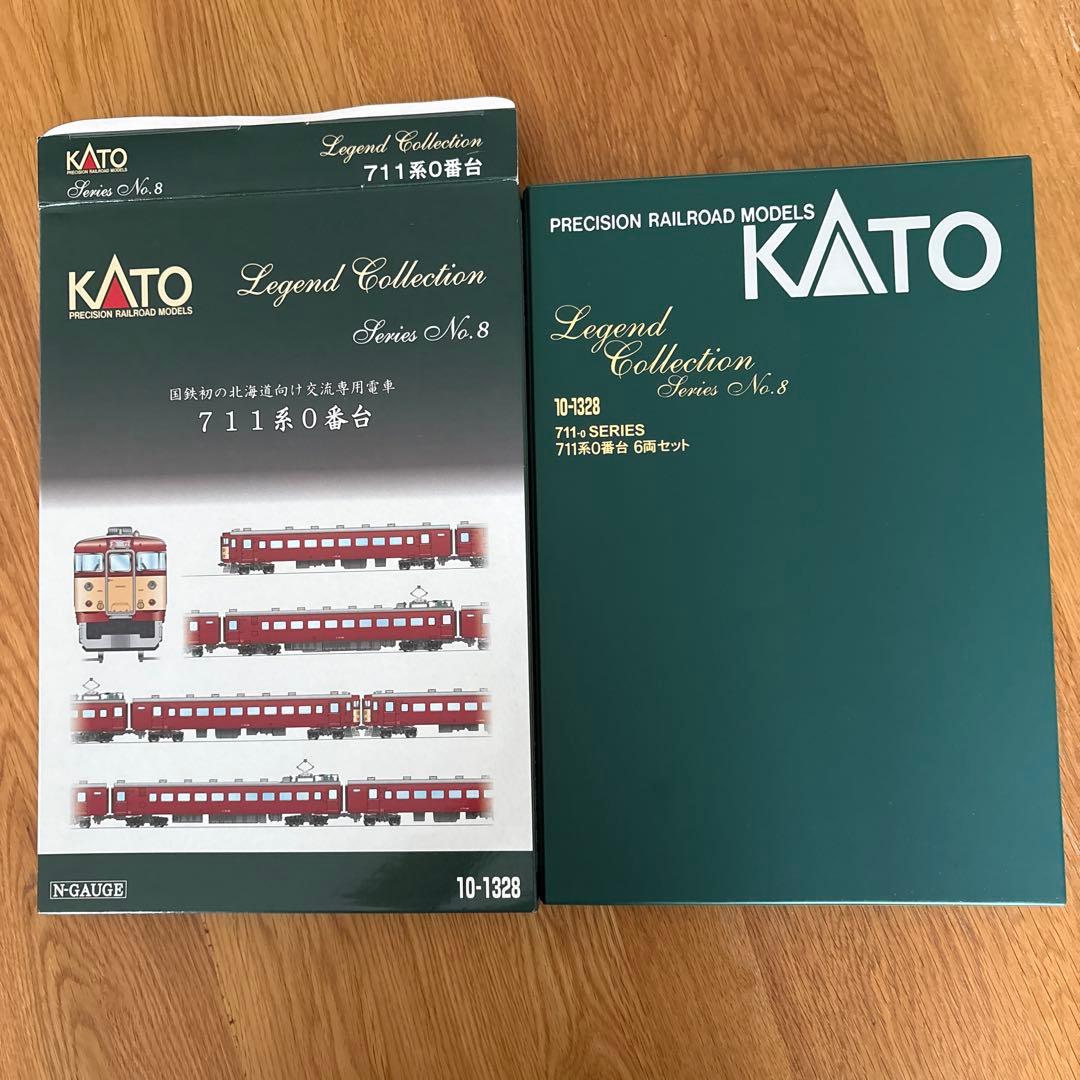 KATO
PRECISION RAILROAD MODELS
Series No.8
Legend Collection
711系0番台
KATO
PRECISION RAILROAD MODELS
Legend Collection
Series No.8
国鉄初の北海道向け交流専用電車
711系0番台
N-GAUGE
10-1328
PRECISION RAILROAD MODELS
KATO
Legend
Collection
Series No.8
10-1328
711-0 SERIES
711系0番台 6両セット